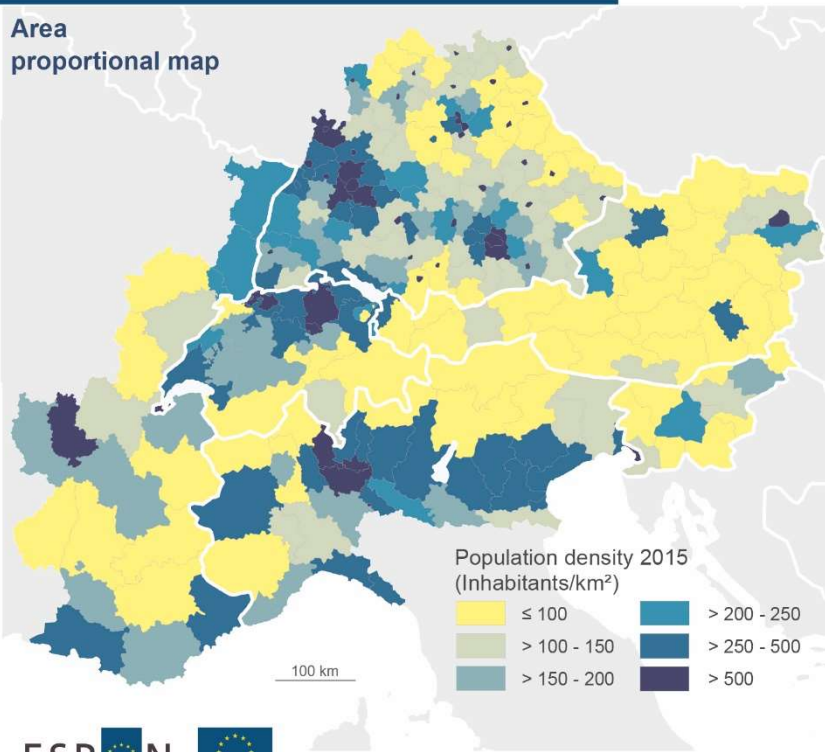 Area
proportional map
Population density 2015
(Inhabitants/km²)
≤ 100
> 100 - 150
> 150 - 200
> 200 - 250
> 250 - 500
> 500
100 km